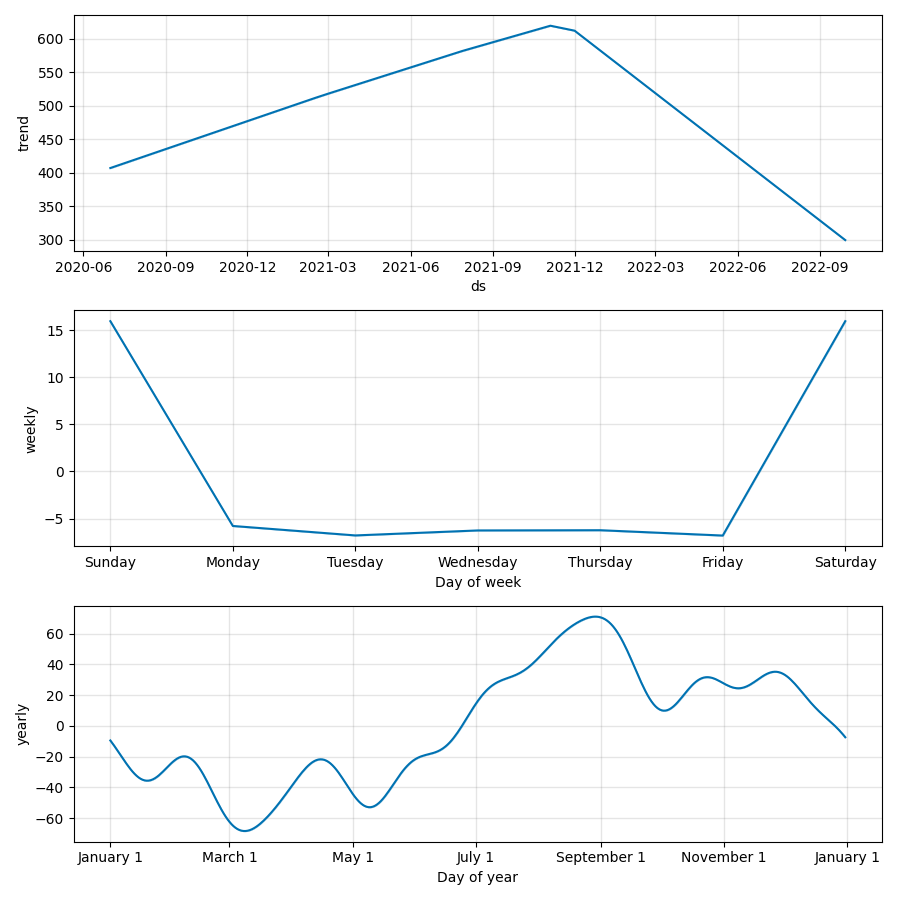 600
550
500
450
400
350
300
trend
2020-06 2020-09 2020-12 2021-03 2021-06 2021-09 2021-12 2022-03 2022-06 2022-09
ds
15
10
5
0
−5
weekly
Sunday Monday Tuesday Wednesday Thursday Friday Saturday
Day of week
60
40
20
0
−20
−40
−60
yearly
January 1 March 1 May 1 July 1 September 1 November 1 January 1
Day of year